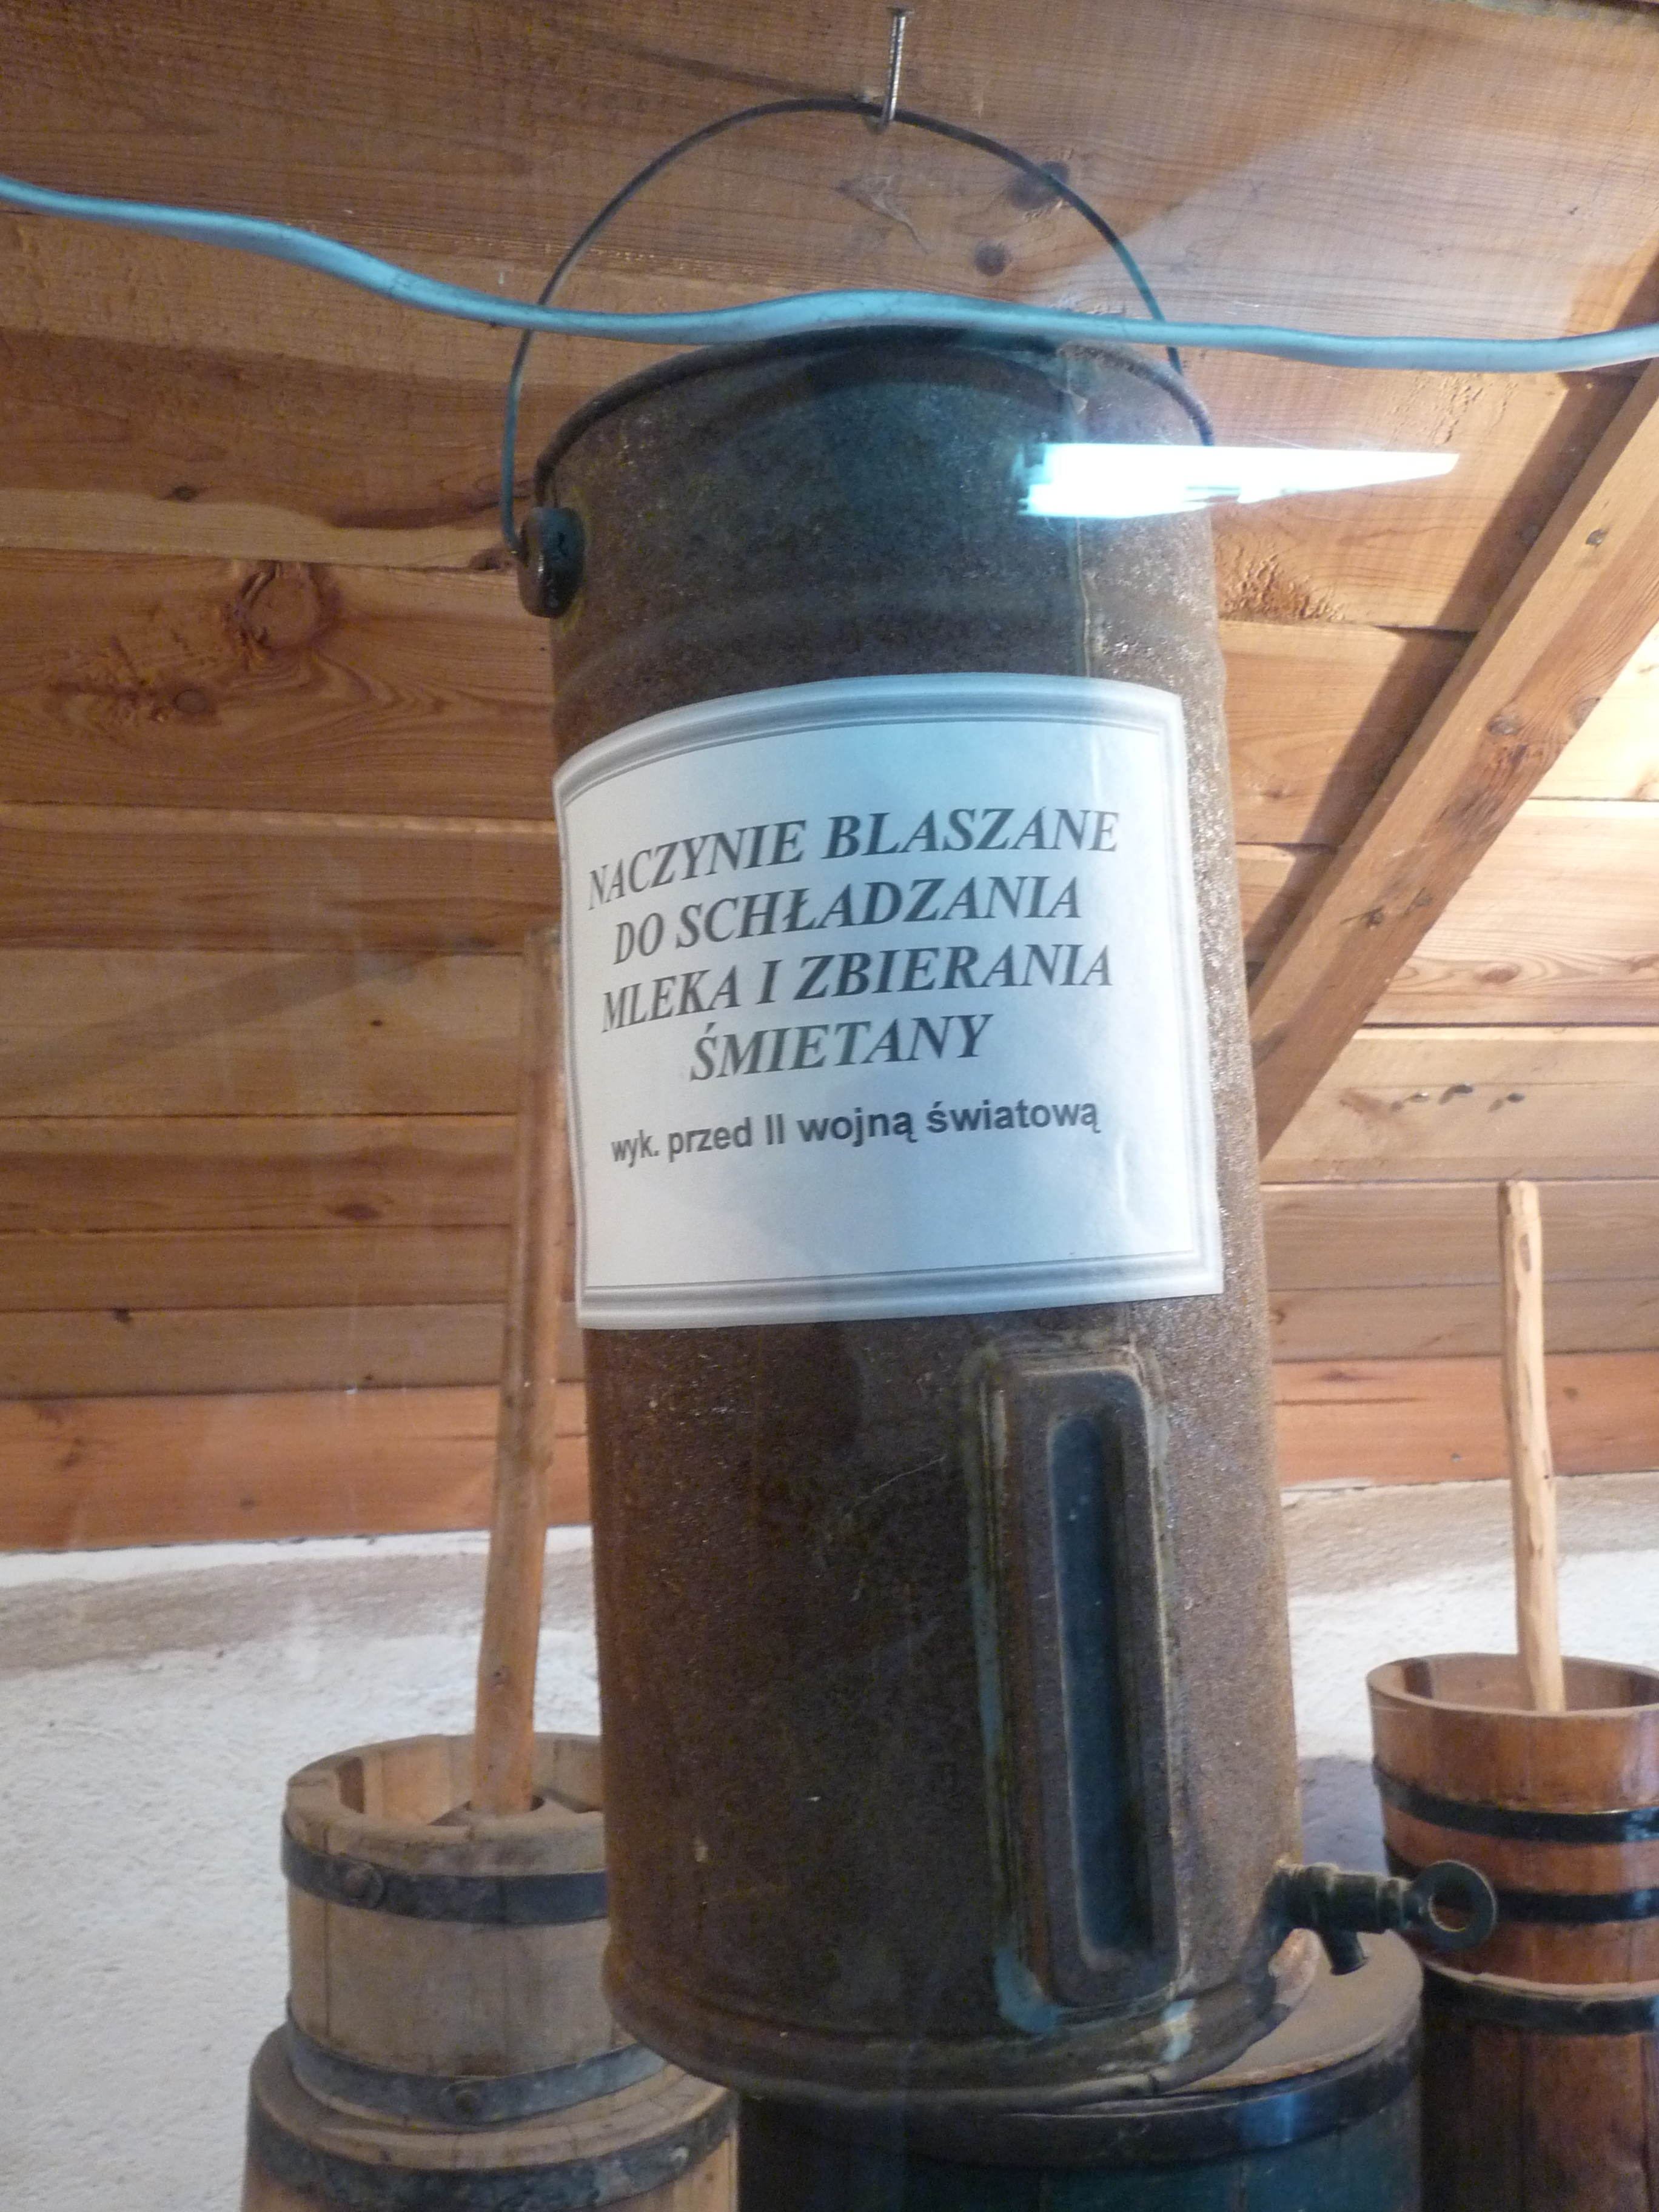 NACZYNIE BLASZANE
DO SCHŁADZANIA
MLEKA I ZBIERANIA
ŚMIETANY
wyk. przed II wojną światową